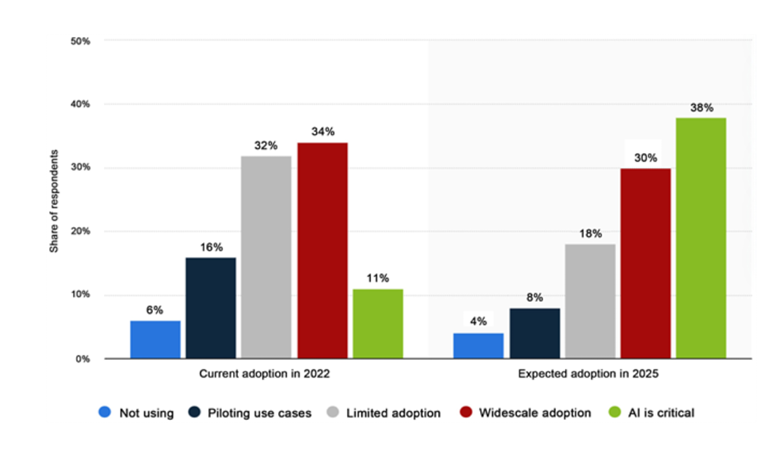 50%
40%
30%
20%
10%
0%
Share of respondents
6%
16%
32%
34%
11%
4%
8%
18%
30%
38%
Current adoption in 2022
Expected adoption in 2025
Not using
Piloting use cases
Limited adoption
Widescale adoption
AI is critical